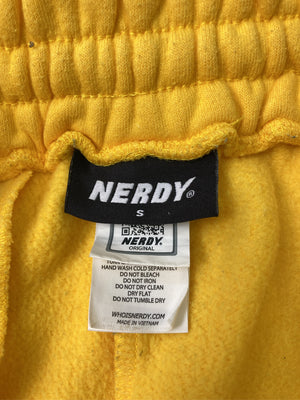 NERDY®
S
NERDY.
ORIGINAL
HAND WASH COLD SEPARATELY
DO NOT BLEACH
DO NOT IRON
DO NOT DRY CLEAN
DRY FLAT
DO NOT TUMBLE DRY
WHOISNERDY.COM
MADE IN VIETNAM